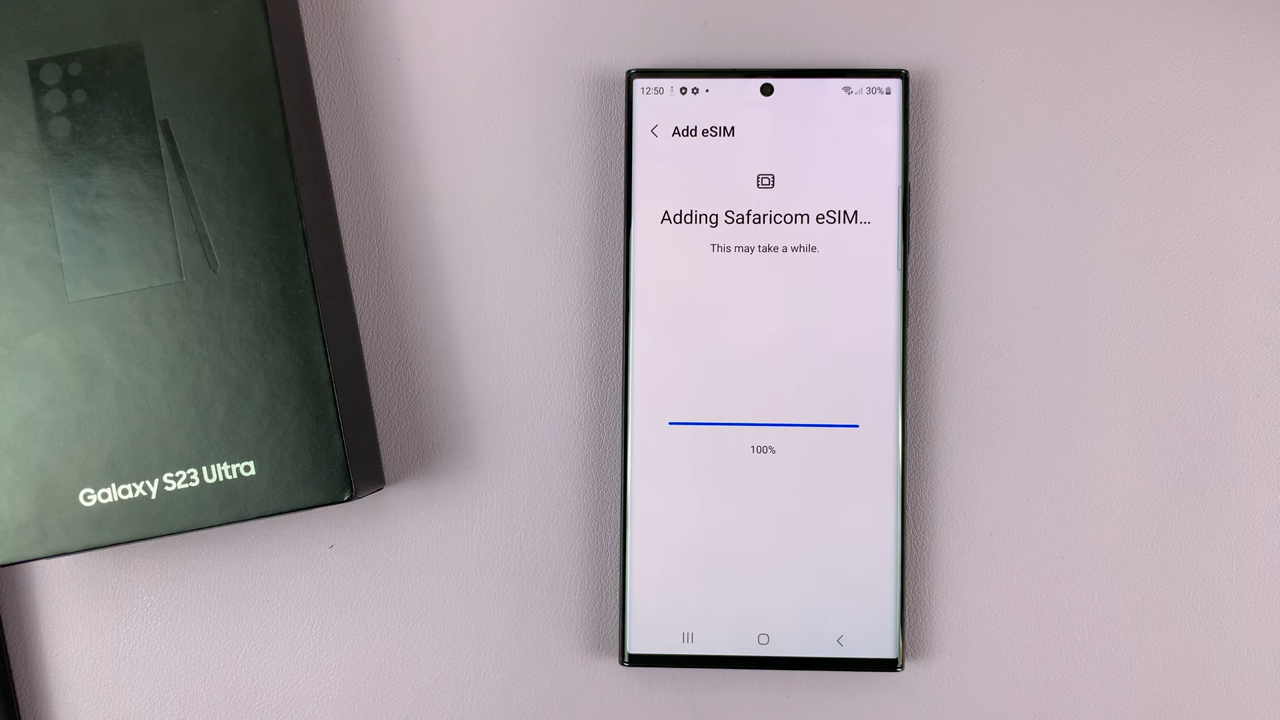 Galaxy S23 Ultra
12:50
30%
Add eSIM
Adding Safaricom eSIM...
This may take a while.
100%